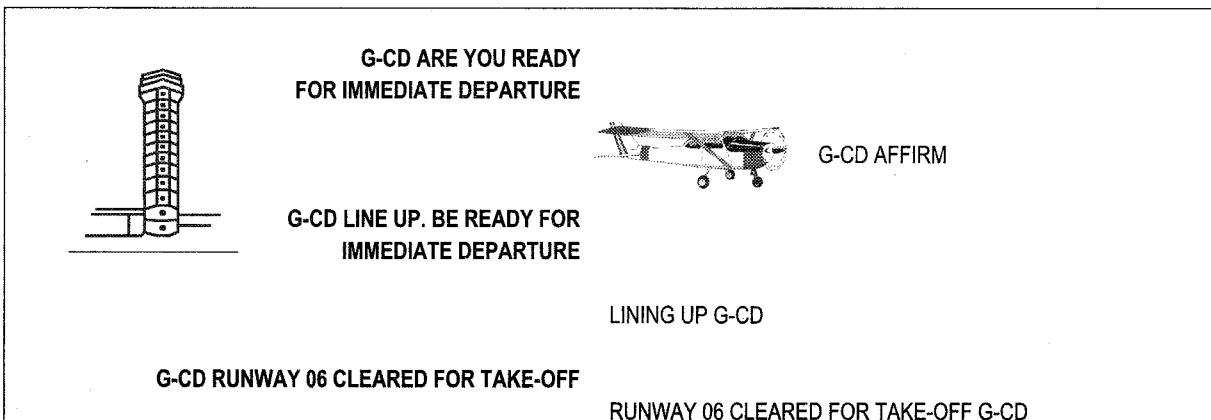 G-CD ARE YOU READY
FOR IMMEDIATE DEPARTURE
G-CD AFFIRM
G-CD LINE UP. BE READY FOR
IMMEDIATE DEPARTURE
LINING UP G-CD
G-CD RUNWAY 06 CLEARED FOR TAKE-OFF
RUNWAY 06 CLEARED FOR TAKE-OFF G-CD